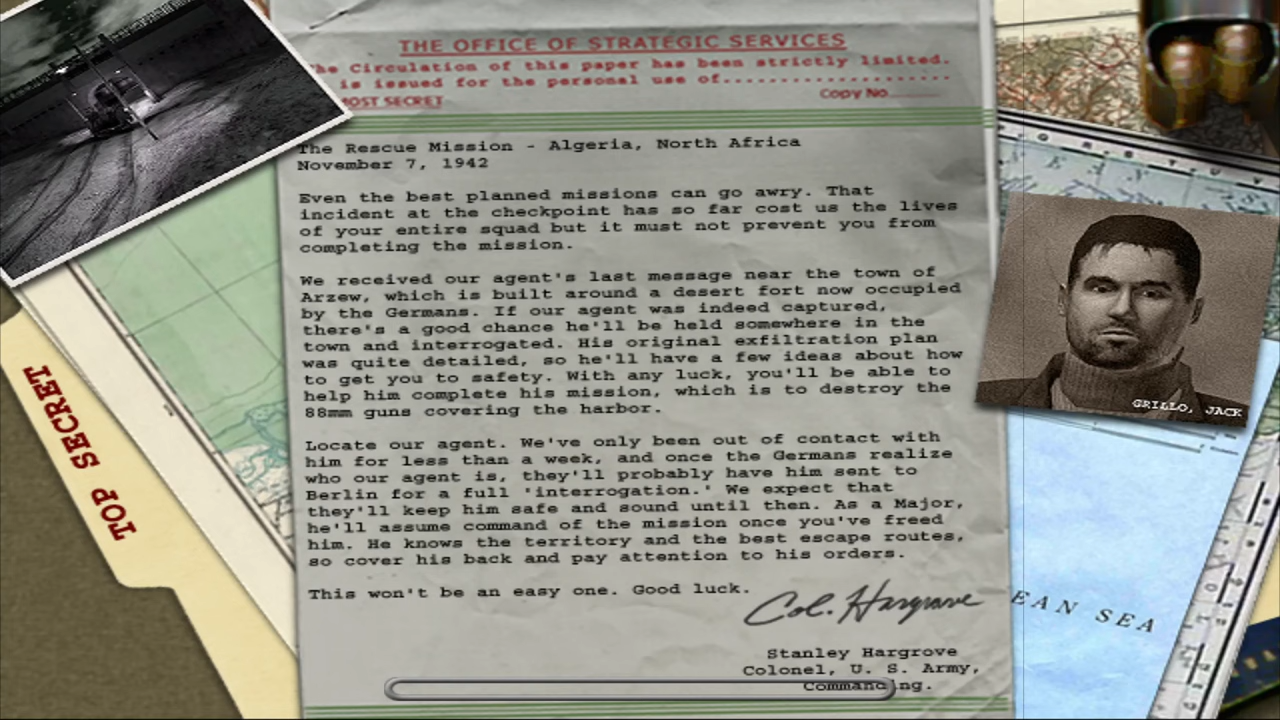 THE OFFICE OF STRATEGIC SERVICES
he Circulation of this paper has been strictly limited.
is issued for the personal use of..................................
MOST SECRET
Copy No
The Rescue Mission - Algeria, North Africa
November 7, 1942
Even the best planned missions can go awry. That
incident at the checkpoint has so far cost us the lives
of your entire squad but it must not prevent you from
completing the mission.
We received our agent's last message near the town of
Arzew, which is built around a desert fort now occupied
by the Germans. If our agent was indeed captured,
there's a good chance he'll be held somewhere in the
town and interrogated. His original exfiltration plan
was quite detailed, so he'll have a few ideas about how
to get you to safety. With any luck, you'll be able to
help him complete his mission, which is to destroy the
88mm guns covering the harbor.
Locate our agent. We've only been out of contact with
him for less than a week, and once the Germans realize
who our agent is, they'll probably have him sent to
Berlin for a full 'interrogation.' We expect that
they'll keep him safe and sound until then. As a Major,
he'll assume command of the mission once you've freed
him. He knows the territory and the best escape routes,
so cover his back and pay attention to his orders.
This won't be an easy one. Good luck.
Col. Hargrave
Stanley Hargrove
Colonel, U. S. Army,
Commanding.
TOP SECRET
GRILLO, JACK
EAN SEA